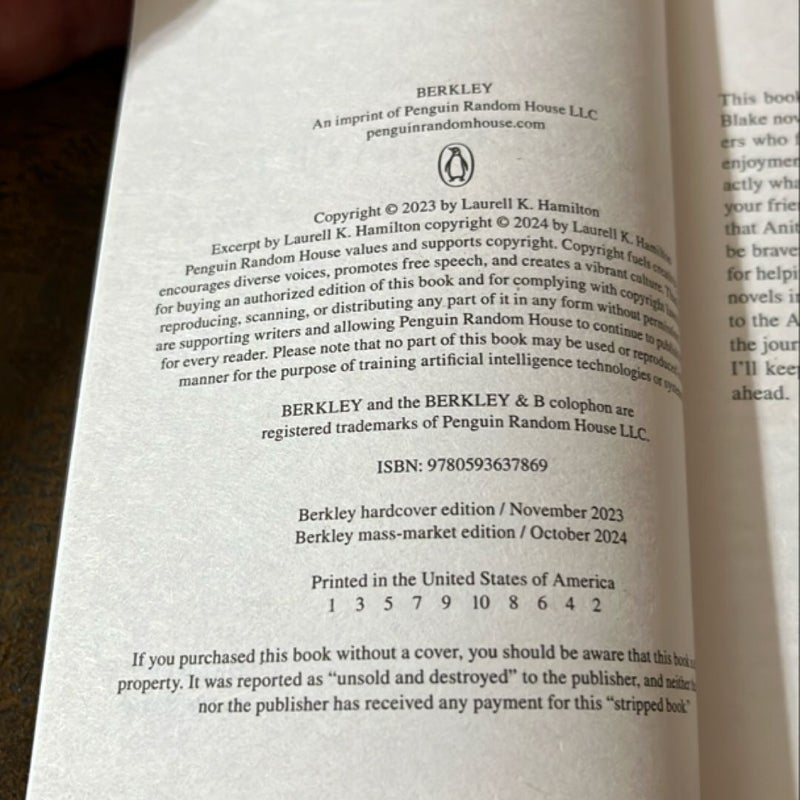 BERKLEY
An imprint of Penguin Random House LLC
penguinrandomhouse.com
Copyright © 2023 by Laurell K. Hamilton
Excerpt by Laurell K. Hamilton copyright © 2024 by Laurell K. Hamilton
Penguin Random House values and supports copyright. Copyright fuels
encourages diverse voices, promotes free speech, and creates a vibrant culture.
for buying an authorized edition of this book and for complying with copyright
reproducing, scanning, or distributing any part of it in any form without
are supporting writers and allowing Penguin Random House to continue to
for every reader. Please note that no part of this book may be used or reproduced
manner for the purpose of training artificial intelligence technologies or
BERKLEY and the BERKLEY & B colophon are
registered trademarks of Penguin Random House LLC.
ISBN: 9780593637869
Berkley hardcover edition / November 2023
Berkley mass-market edition / October 2024
Printed in the United States of America
1 3 5 7 9 10 8 6 4 2
If you purchased this book without a cover, you should be aware that this book
property. It was reported as “unsold and destroyed” to the publisher, and neither
nor the publisher has received any payment for this “stripped book”
This book
Blake
ers who
actly
your
that
be
for
novels
to the A
the
I’ll
ahead.